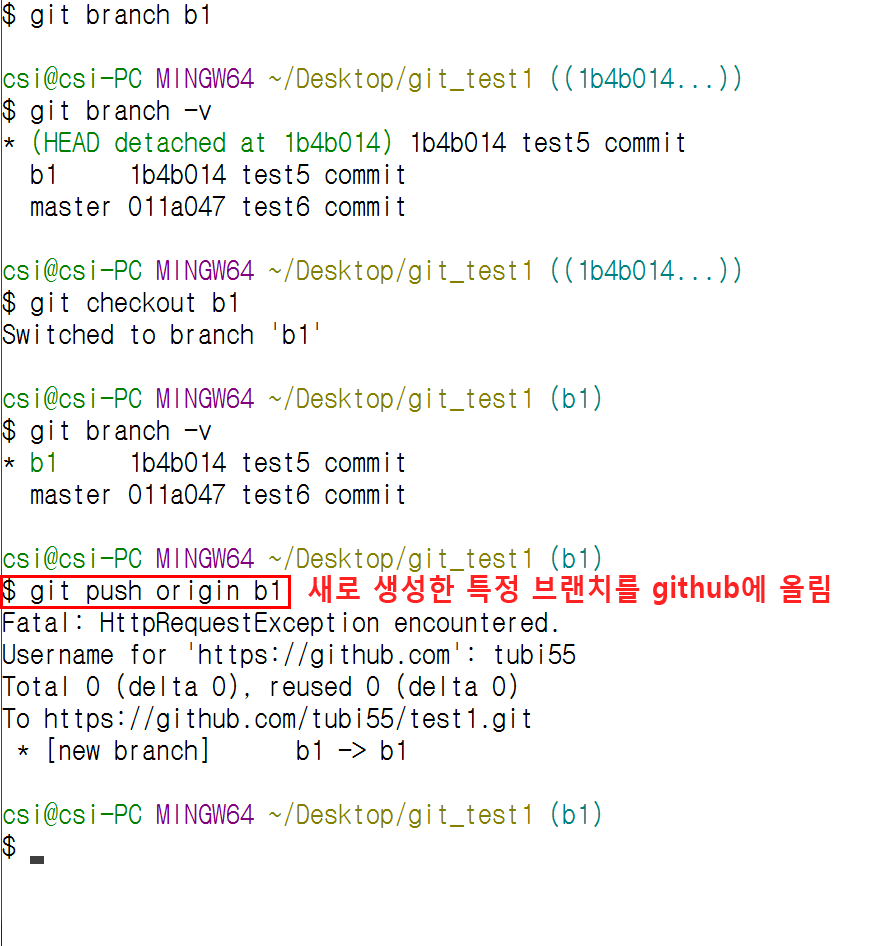 $ git branch b1
csi@csi-PC MINGW64 ~/Desktop/git_test1 ((1b4b014...))
$ git branch -v
* (HEAD detached at 1b4b014) 1b4b014 test5 commit
  b1     1b4b014 test5 commit
  master 011a047 test6 commit
csi@csi-PC MINGW64 ~/Desktop/git_test1 ((1b4b014...))
$ git checkout b1
Switched to branch 'b1'
csi@csi-PC MINGW64 ~/Desktop/git_test1 (b1)
$ git branch -v
* b1     1b4b014 test5 commit
  master 011a047 test6 commit
csi@csi-PC MINGW64 ~/Desktop/git_test1 (b1)
$ git push origin b1 새로 생성한 특정 브랜치를 github에 올림
Fatal: HttpRequestException encountered.
Username for 'https://github.com': tubi55
Total 0 (delta 0), reused 0 (delta 0)
To https://github.com/tubi55/test1.git
 * [new branch]      b1 -> b1
csi@csi-PC MINGW64 ~/Desktop/git_test1 (b1)
$